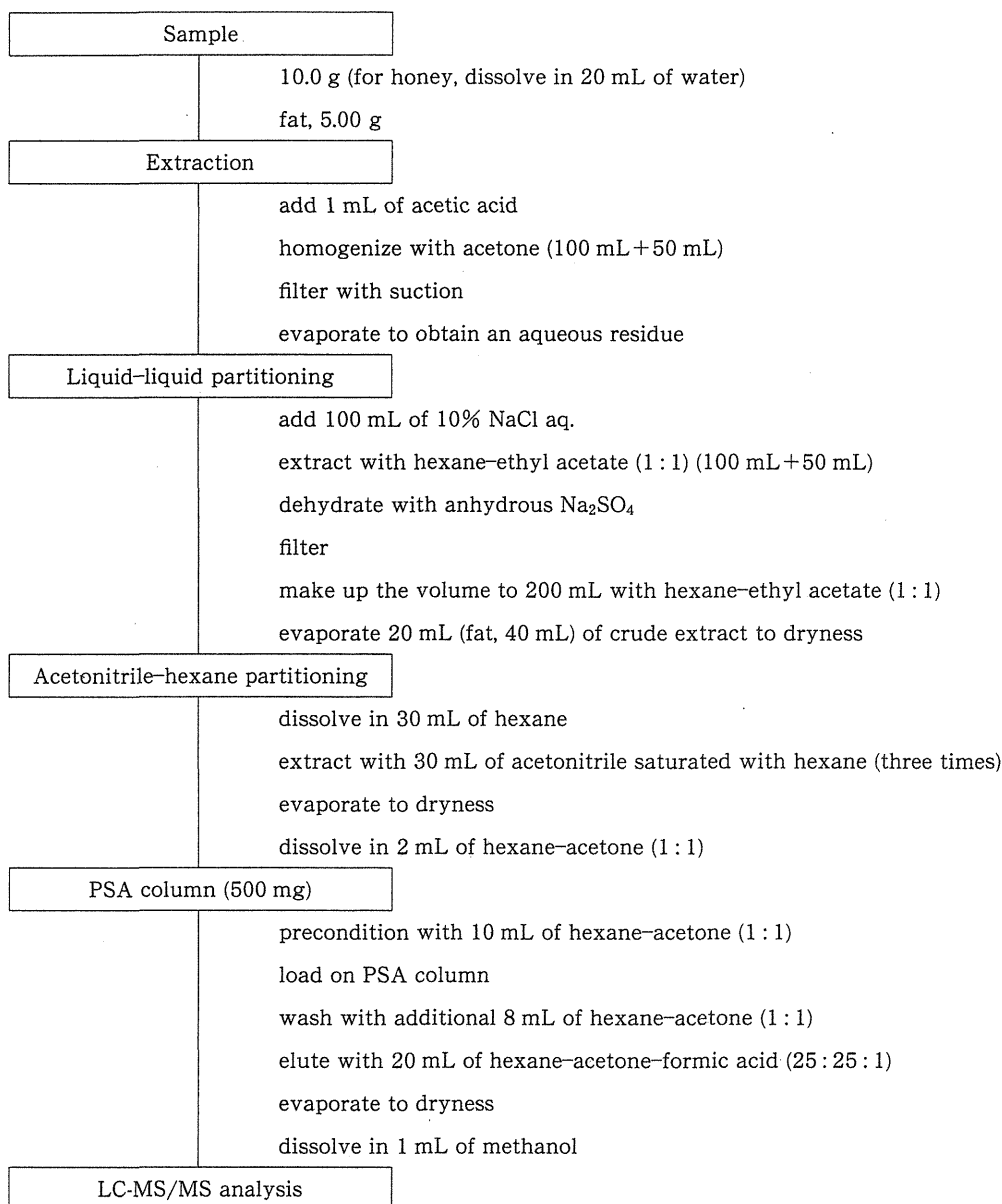 Sample
10.0 g (for honey, dissolve in 20 mL of water)
fat, 5.00 g
Extraction
add 1 mL of acetic acid
homogenize with acetone (100 mL+50 mL)
filter with suction
evaporate to obtain an aqueous residue
Liquid–liquid partitioning
add 100 mL of 10% NaCl aq.
extract with hexane–ethyl acetate (1 : 1) (100 mL+50 mL)
dehydrate with anhydrous Na₂SO₄
filter
make up the volume to 200 mL with hexane–ethyl acetate (1 : 1)
evaporate 20 mL (fat, 40 mL) of crude extract to dryness
Acetonitrile–hexane partitioning
dissolve in 30 mL of hexane
extract with 30 mL of acetonitrile saturated with hexane (three times)
evaporate to dryness
dissolve in 2 mL of hexane–acetone (1 : 1)
PSA column (500 mg)
precondition with 10 mL of hexane–acetone (1 : 1)
load on PSA column
wash with additional 8 mL of hexane–acetone (1 : 1)
elute with 20 mL of hexane–acetone–formic acid (25 : 25 : 1)
evaporate to dryness
dissolve in 1 mL of methanol
LC-MS/MS analysis